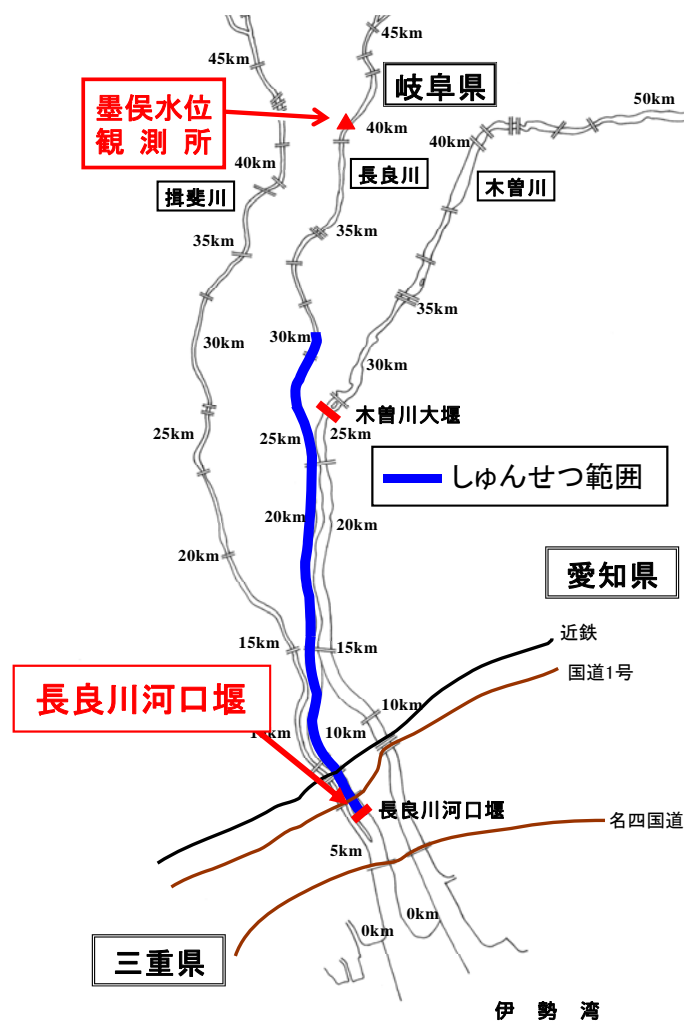 45km
45km
岐阜県
墨俣水位
観測所
50km
40km
40km
40km
長良川
木曽川
揖斐川
35km
35km
35km
30km
30km
30km
木曽川大堰
25km
25km
25km
しゅんせつ範囲
20km
20km
20km
愛知県
近鉄
15km
15km
国道1号
長良川河口堰
10km
10km
長良川河口堰
名四国道
5km
0km
0km
三重県
伊勢湾